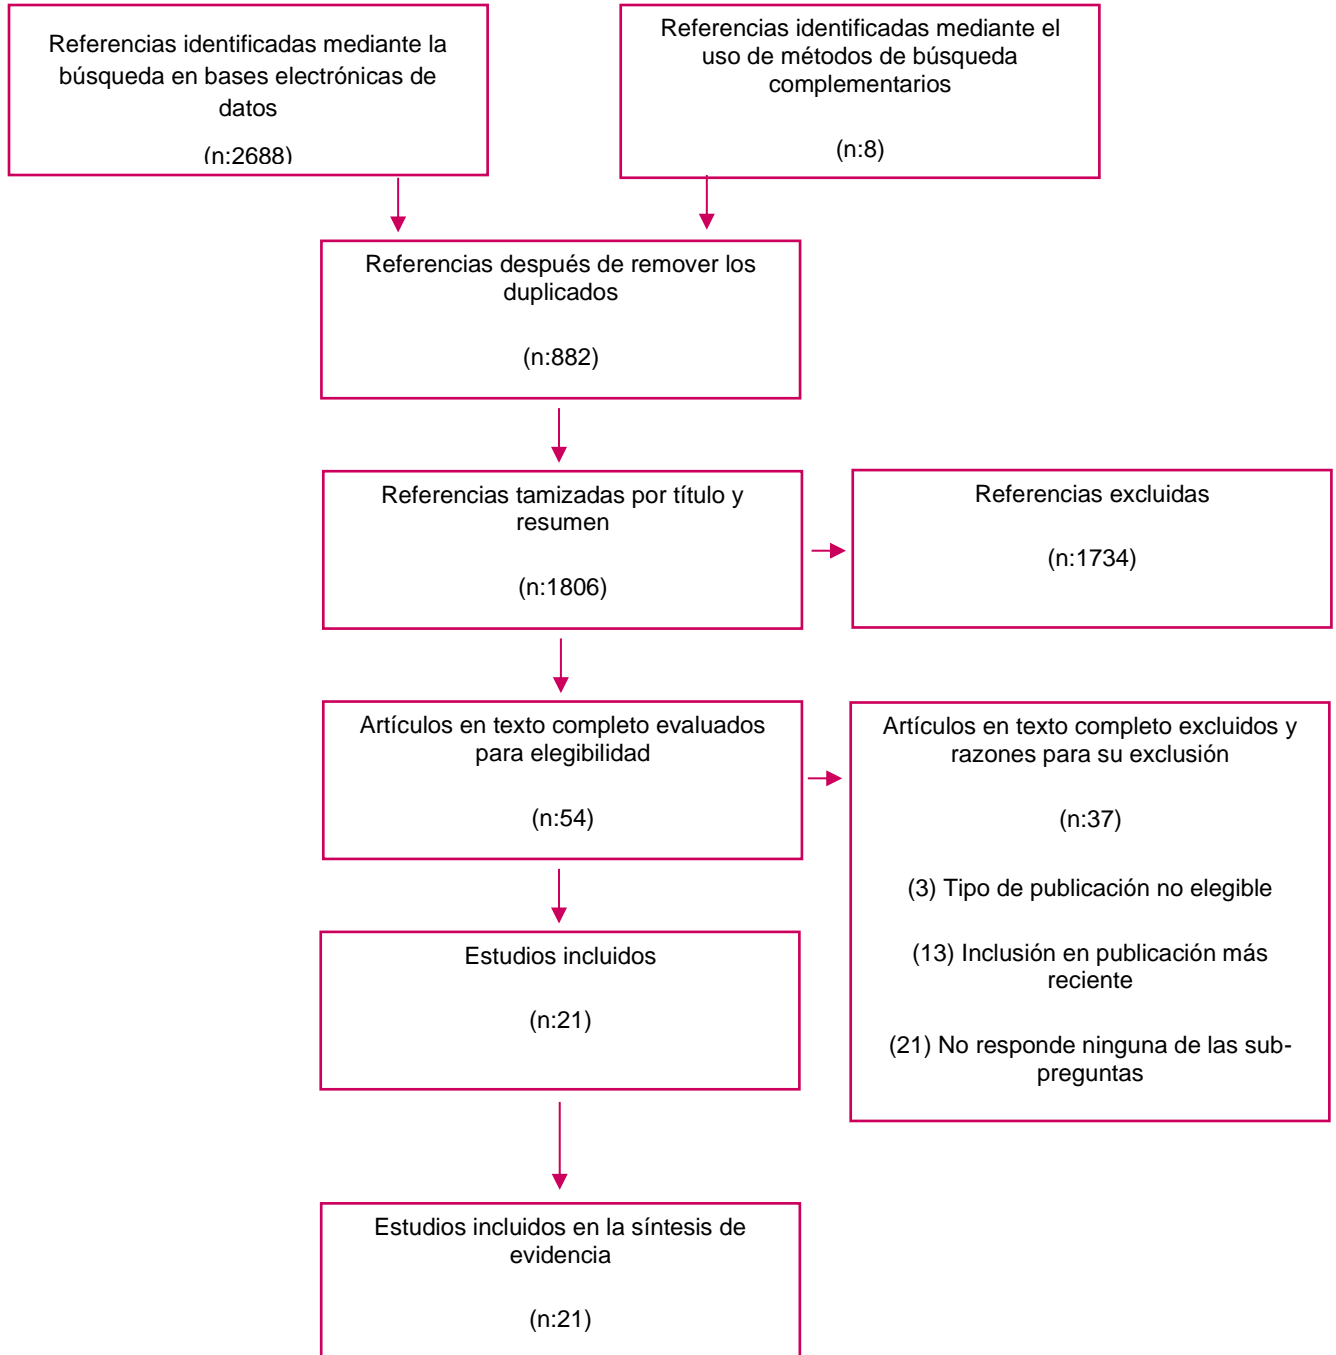 Referencias identificadas mediante la
búsqueda en bases electrónicas de
datos
(n:2688)
Referencias identificadas mediante el
uso de métodos de búsqueda
complementarios
(n:8)
Referencias después de remover los
duplicados
(n:882)
Referencias tamizadas por título y
resumen
(n:1806)
Referencias excluidas
(n:1734)
Artículos en texto completo evaluados
para elegibilidad
(n:54)
Artículos en texto completo excluidos y
razones para su exclusión
(n:37)
(3) Tipo de publicación no elegible
(13) Inclusión en publicación más
reciente
(21) No responde ninguna de las sub-
preguntas
Estudios incluidos
(n:21)
Estudios incluidos en la síntesis de
evidencia
(n:21)